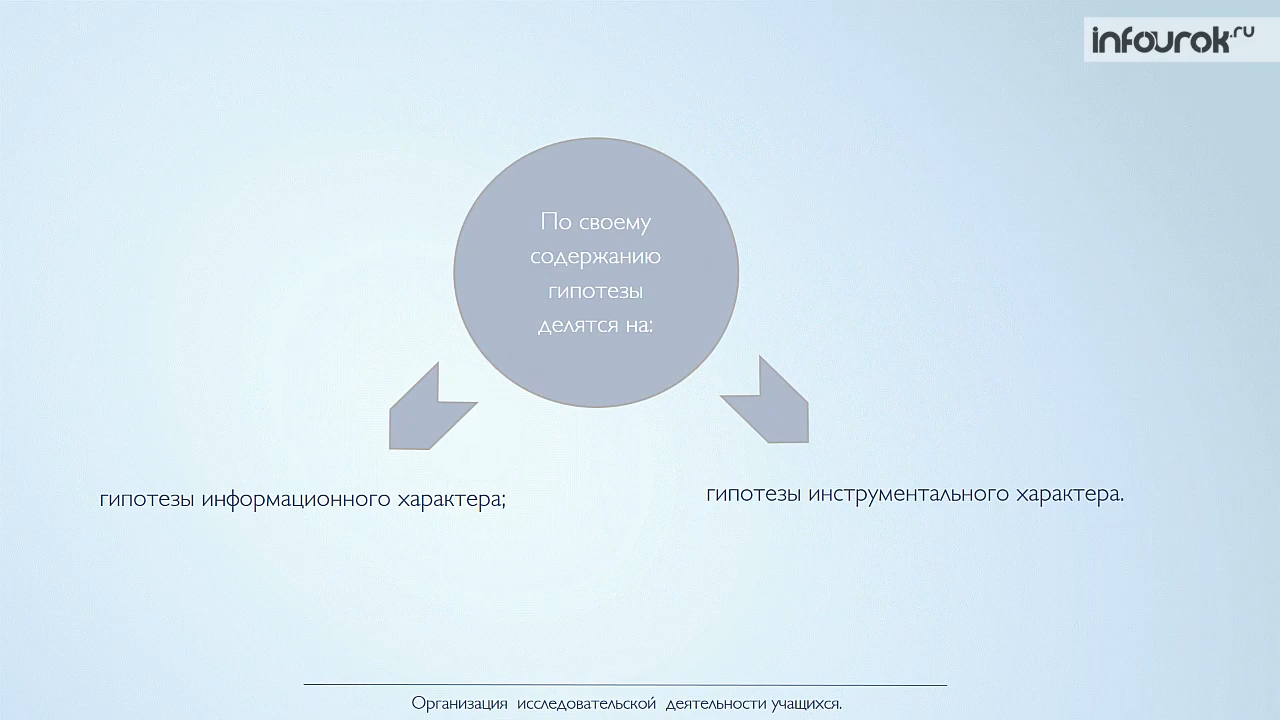 infourok.ru
По своему
содержанию
гипотезы
делятся на:
гипотезы информационного характера;
гипотезы инструментального характера.
Организация исследовательской деятельности учащихся.